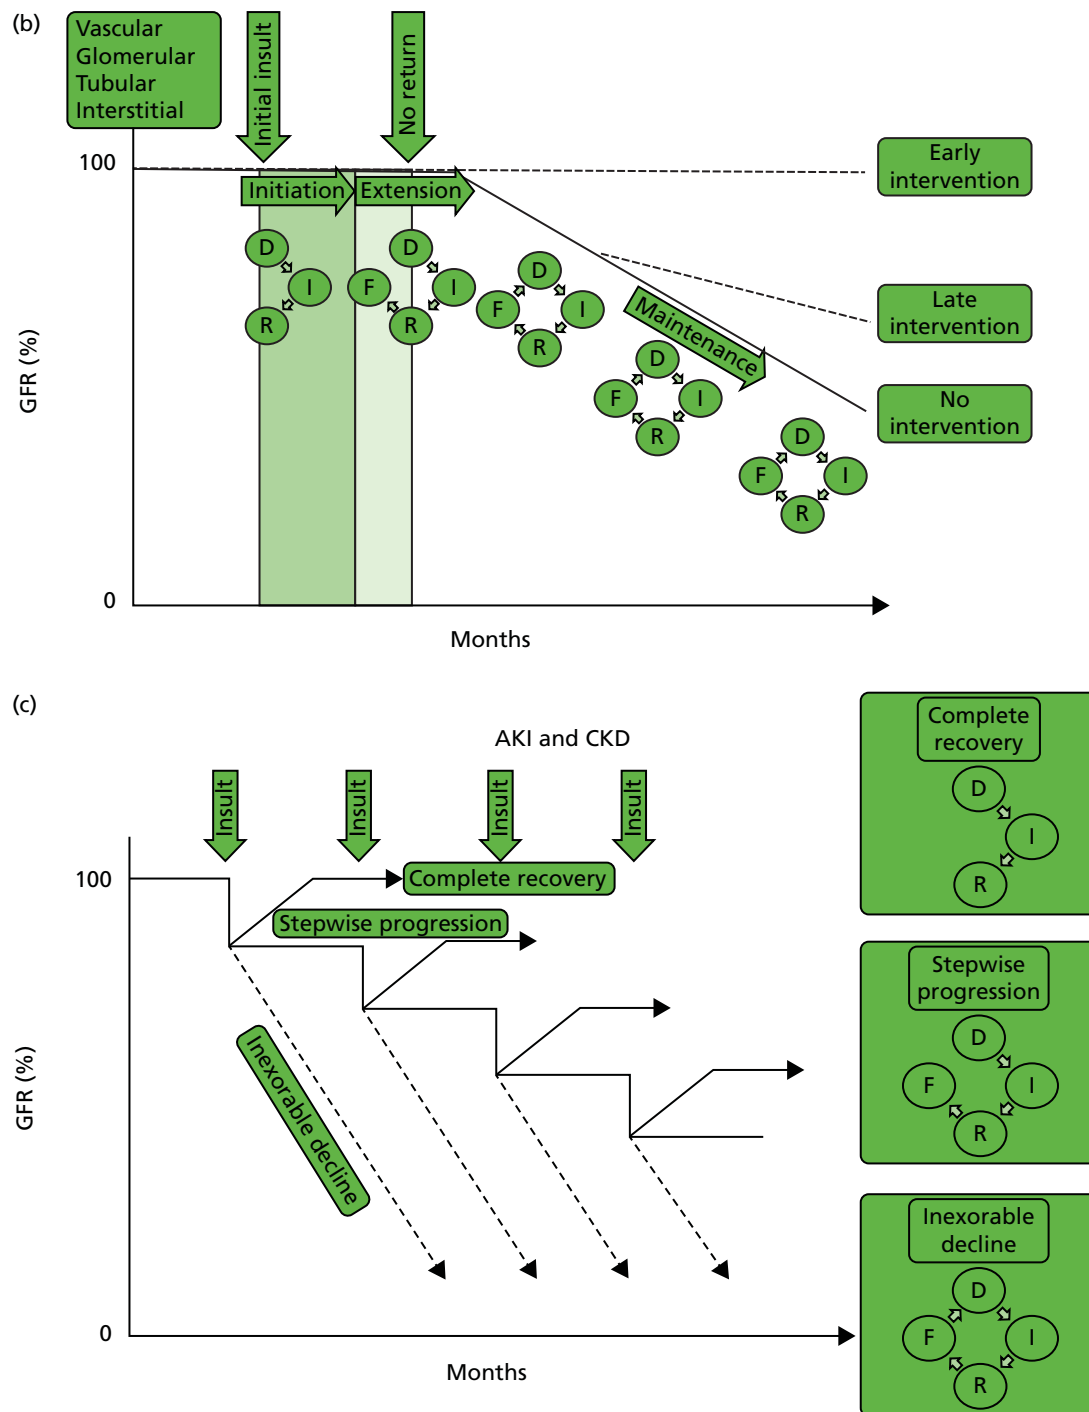 (b)
Vascular
Glomerular
Tubular
Interstitial
Initial insult
No return
100
Early
intervention
Initiation
Extension
D
I
R
D
F
I
R
D
F
I
R
Late
intervention
Maintenance
D
F
I
R
No
intervention
D
F
I
R
GFR (%)
0
Months
(c)
AKI and CKD
Insult
Insult
Insult
Insult
100
Complete recovery
Stepwise progression
Inexorable decline
GFR (%)
0
Months
Complete
recovery
D
I
R
Stepwise
progression
D
F
I
R
Inexorable
decline
D
F
I
R